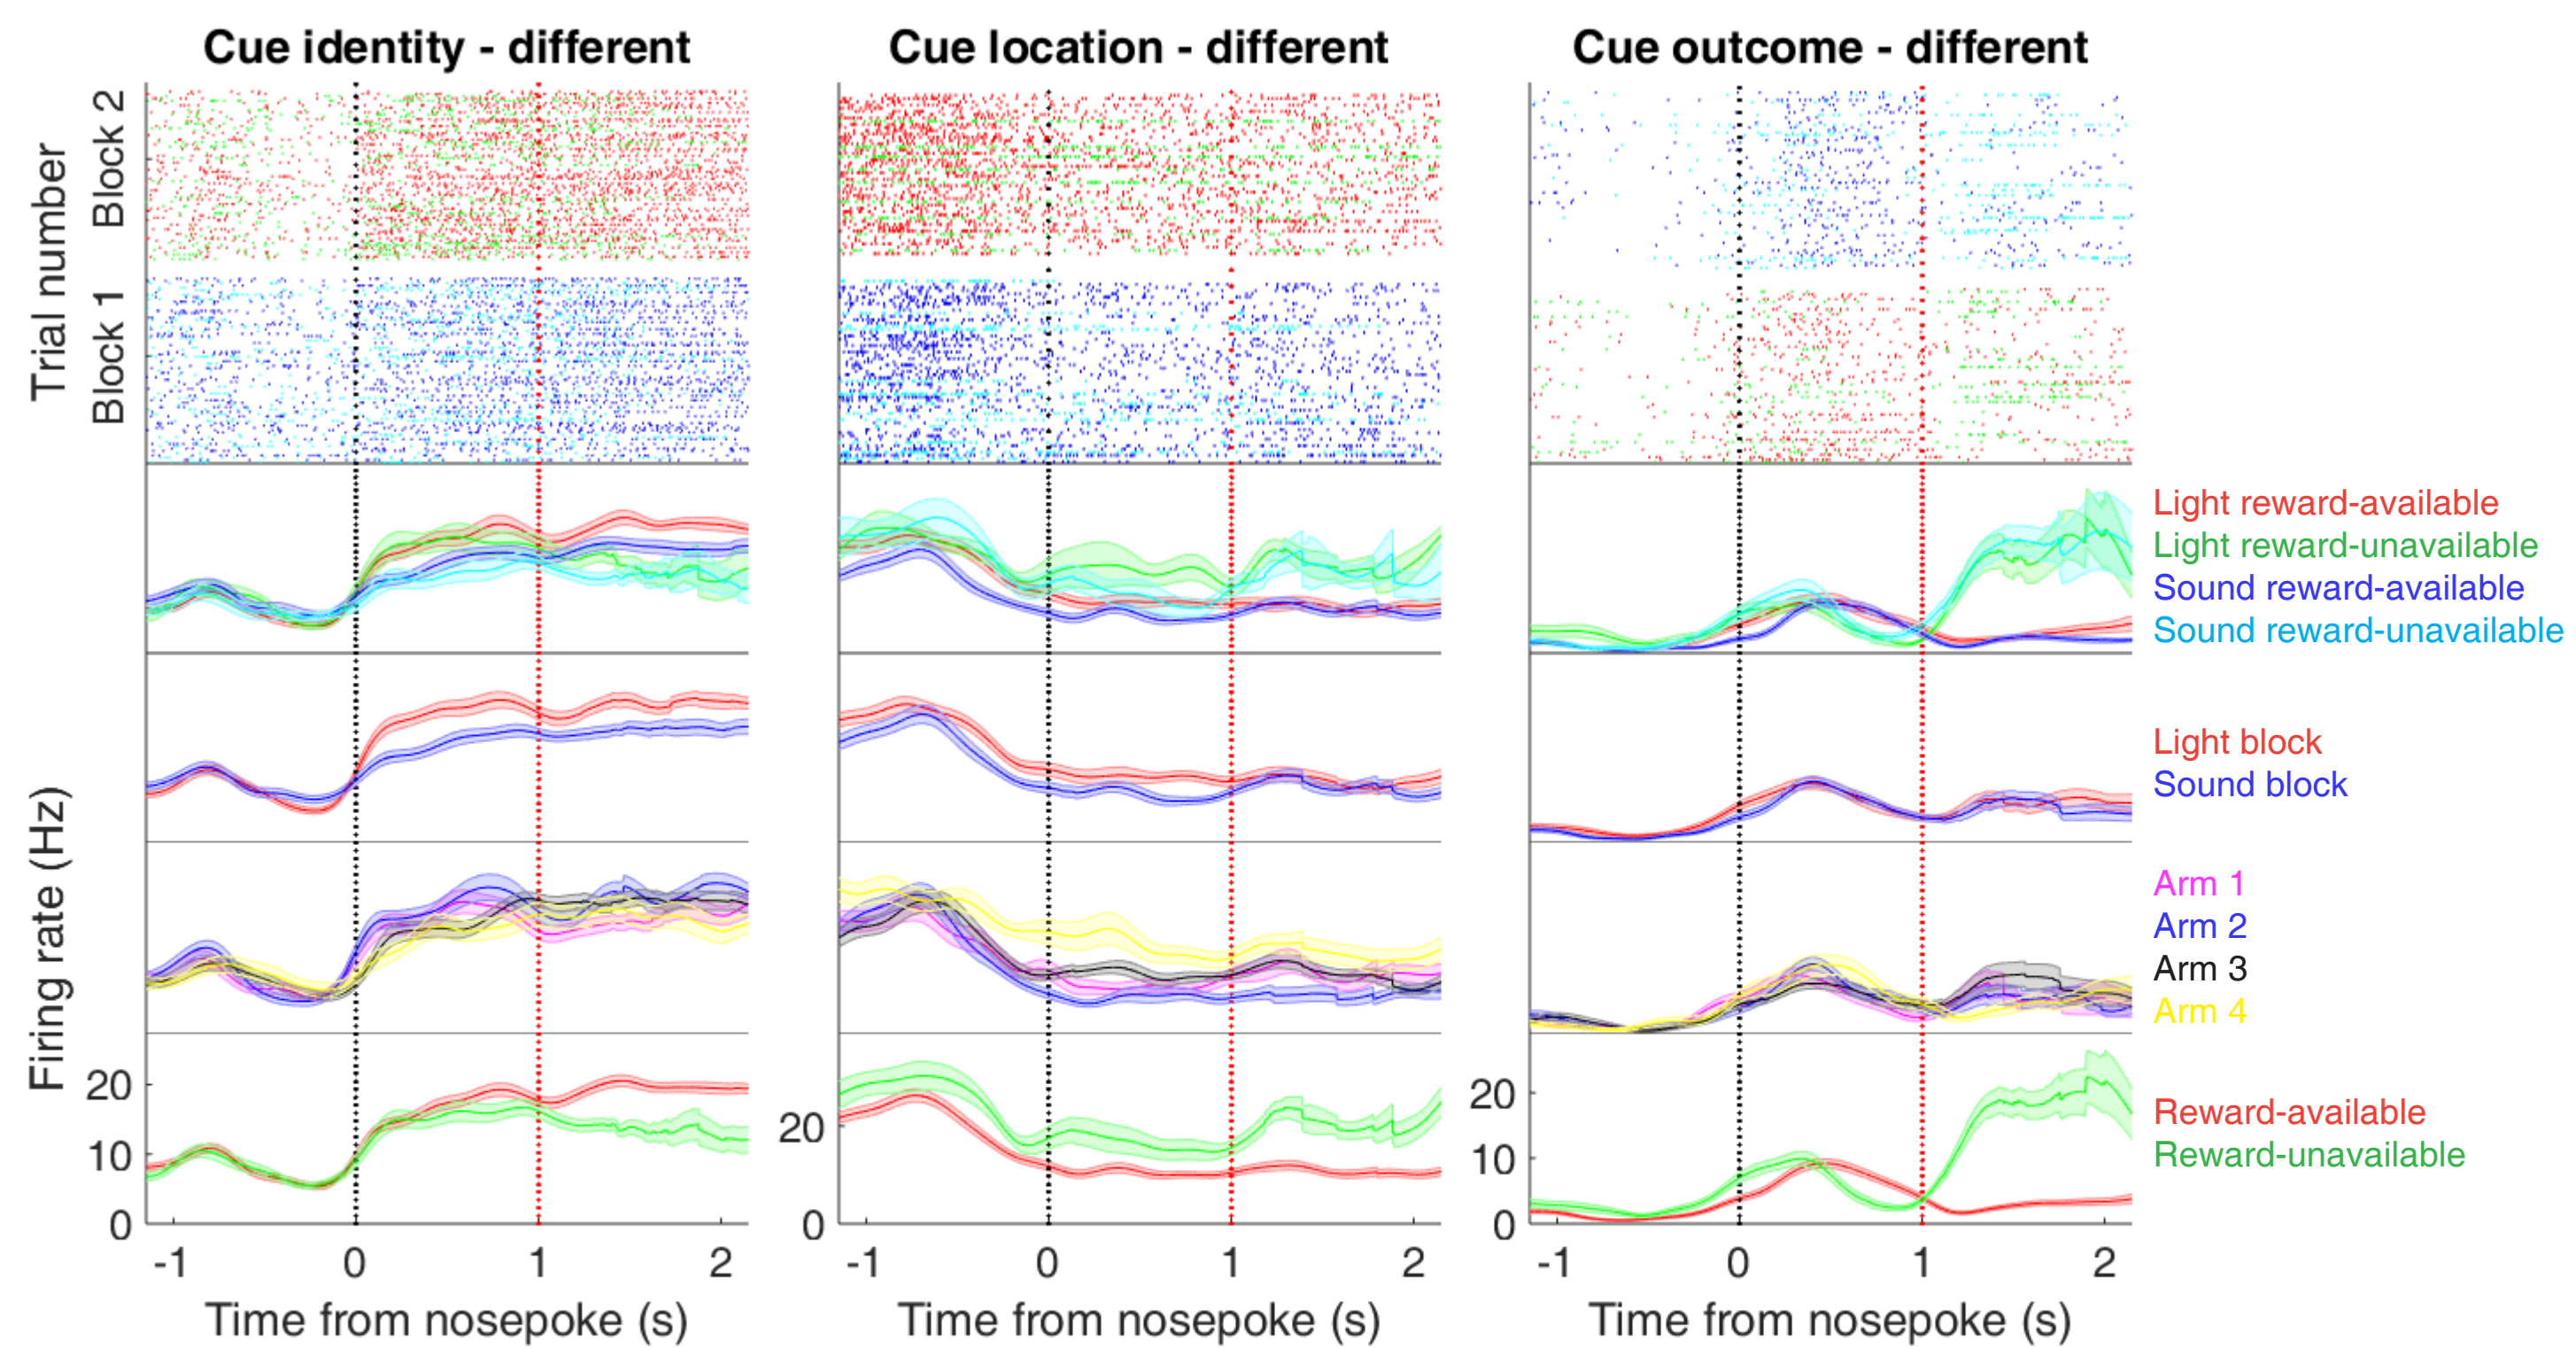 Cue identity - different
Cue location - different
Cue outcome - different
Trial number
Block 2
Block 1
Light reward-available
Light reward-unavailable
Sound reward-available
Sound reward-unavailable
Light block
Sound block
Arm 1
Arm 2
Arm 3
Arm 4
Reward-available
Reward-unavailable
Firing rate (Hz)
20
10
0
20
0
20
10
0
-1 0 1 2
-1 0 1 2
-1 0 1 2
Time from nosepoke (s)
Time from nosepoke (s)
Time from nosepoke (s)